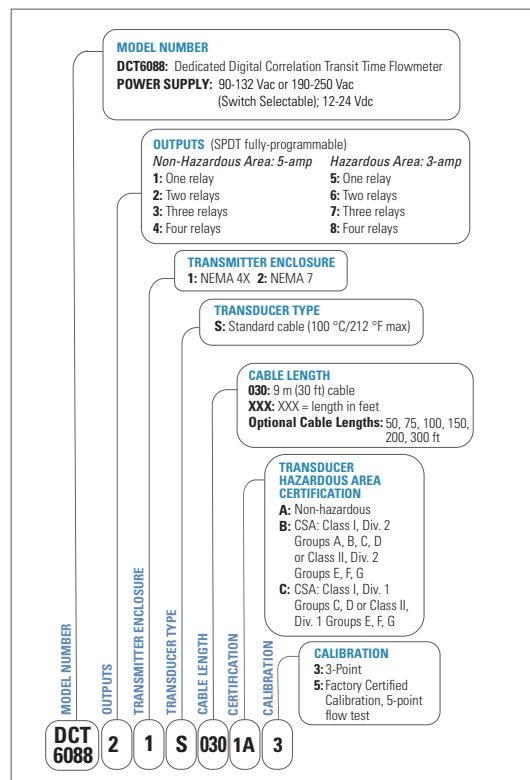 MODEL NUMBER
DCT6088: Dedicated Digital Correlation Transit Time Flowmeter
POWER SUPPLY: 90-132 Vac or 190-250 Vac
(Switch Selectable); 12-24 Vdc
OUTPUTS (SPDT fully-programmable)
Non-Hazardous Area: 5-amp
1: One relay
2: Two relays
3: Three relays
4: Four relays
Hazardous Area: 3-amp
5: One relay
6: Two relays
7: Three relays
8: Four relays
TRANSMITTER ENCLOSURE
1: NEMA 4X 2: NEMA 7
TRANSDUCER TYPE
S: Standard cable (100 °C/212 °F max)
CABLE LENGTH
030: 9 m (30 ft) cable
XXX: XXX = length in feet
Optional Cable Lengths: 50, 75, 100, 150,
200, 300 ft
TRANSDUCER
HAZARDOUS AREA
CERTIFICATION
A: Non-hazardous
B: CSA: Class I, Div. 2
Groups A, B, C, D
or Class II, Div. 2
Groups E, F, G
C: CSA: Class I, Div. 1
Groups C, D or Class II,
Div. 1 Groups E, F, G
CALIBRATION
3: 3-Point
5: Factory Certified
Calibration, 5-point
flow test
MODEL NUMBER
OUTPUTS
TRANSMITTER ENCLOSURE
TRANSDUCER TYPE
CABLE LENGTH
CERTIFICATION
CALIBRATION
DCT
6088
2
1
S
030
1A
3